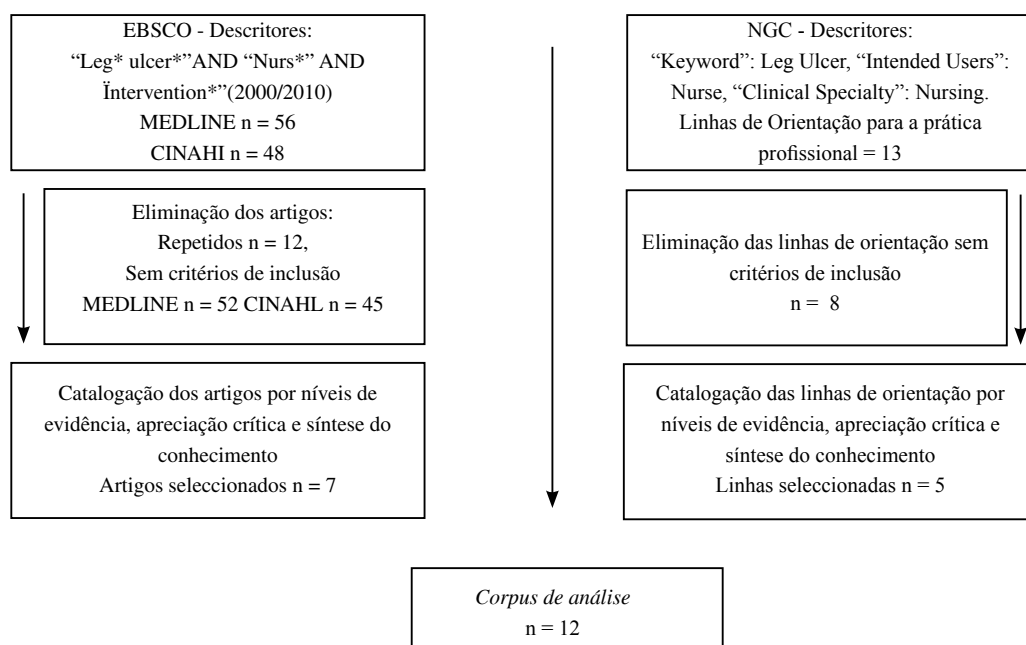 EBSCO - Descritores:
“Leg* ulcer*”AND “Nurs*” AND
Ïntervention*”(2000/2010)
MEDLINE n = 56
CINAHI n = 48
Eliminação dos artigos:
Repetidos n = 12,
Sem critérios de inclusão
MEDLINE n = 52 CINAHL n = 45
Catalogação dos artigos por níveis de
evidência, apreciação crítica e síntese do
conhecimento
Artigos seleccionados n = 7
NGC - Descritores:
“Keyword”: Leg Ulcer, “Intended Users”:
Nurse, “Clinical Specialty”: Nursing.
Linhas de Orientação para a prática
profissional = 13
Eliminação das linhas de orientação sem
critérios de inclusão
n = 8
Catalogação das linhas de orientação por
níveis de evidência, apreciação crítica e
síntese do conhecimento
Linhas seleccionadas n = 5
Corpus de análise
n = 12